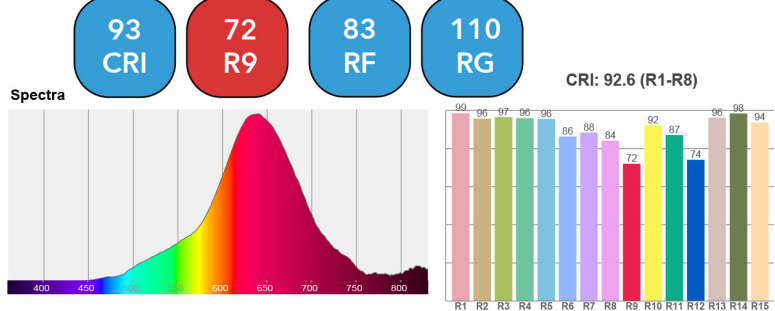 93
CRI
72
R9
83
RF
110
RG
Spectra
400 450 500 550 600 650 700 750 800
CRI: 92.6 (R1-R8)
99 96 97 96 96 86 88 84 72 92 87 74 96 98 94
R1 R2 R3 R4 R5 R6 R7 R8 R9 R10 R11 R12 R13 R14 R15